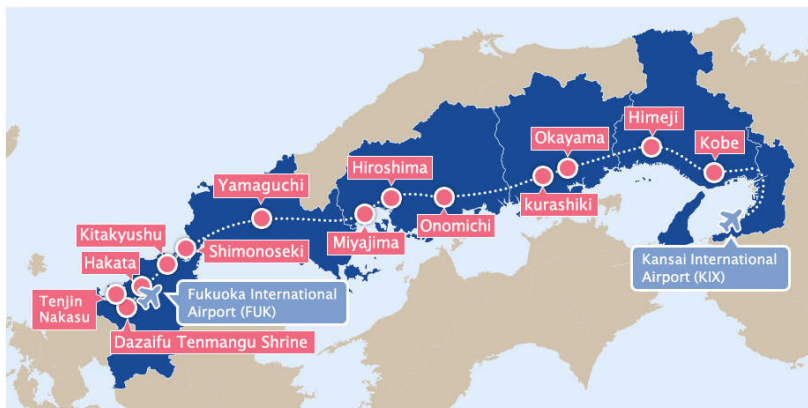 Himeji
Okayama
Kobe
Hiroshima
Yamaguchi
kurashiki
Onomichi
Miyajima
Kitakyushu
Shimonoseki
Kansai International
Airport (KIX)
Hakata
Fukuoka International
Airport (FUK)
Tenjin
Nakasu
Dazaifu Tenmangu Shrine